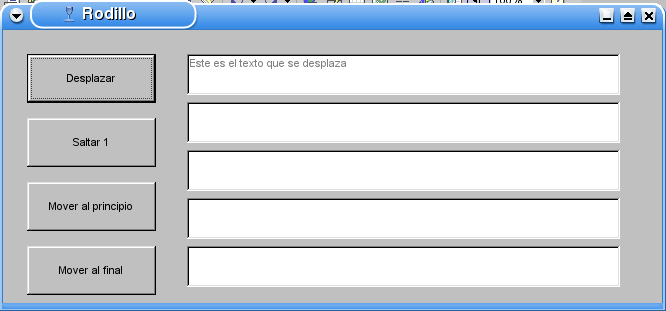 Rodillo
Desplazar
Este es el texto que se desplaza
Saltar 1
Mover al principio
Mover al final